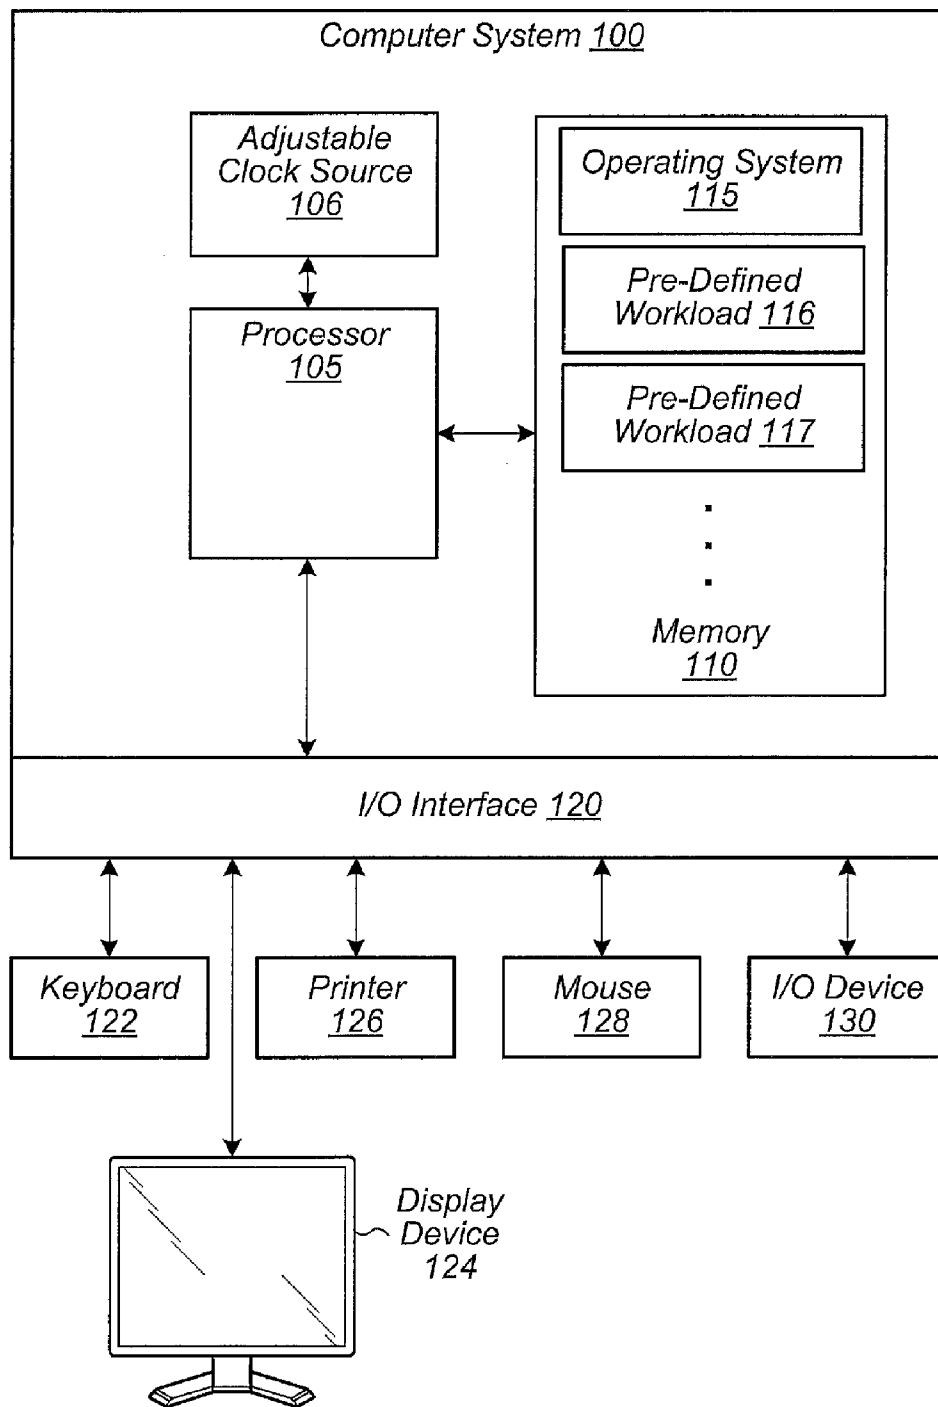 Computer System 100
Adjustable
Clock Source
106
Operating System
115
Pre-Defined
Workload 116
Processor
105
Pre-Defined
Workload 117
Memory
110
I/O Interface 120
Keyboard
122
Printer
126
Mouse
128
I/O Device
130
Display
Device
124